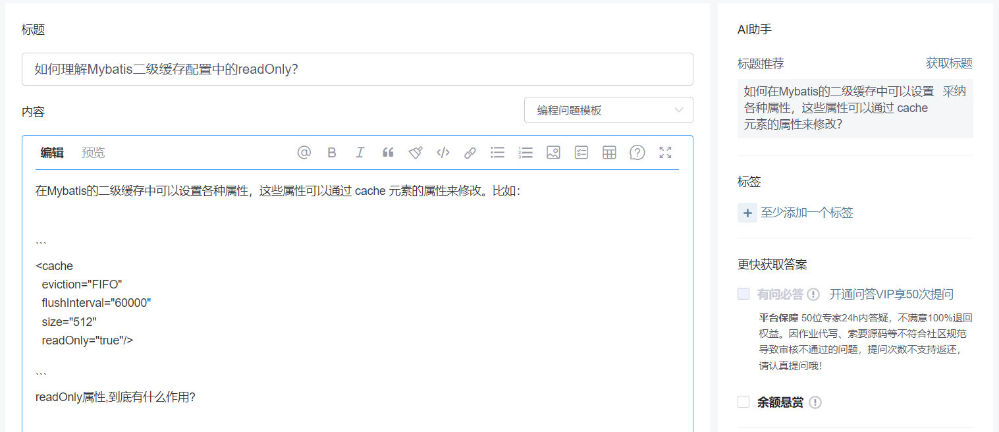 标题
如何理解Mybatis二级缓存配置中的readOnly?
内容
编程问题模板
编辑 预览
在Mybatis的二级缓存中可以设置各种属性，这些属性可以通过 cache 元素的属性来修改。比如：
```
<cache
  eviction="FIFO"
  flushInterval="60000"
  size="512"
  readOnly="true"/>
```
readOnly属性,到底有什么作用?
AI助手
标题推荐 获取标题
如何在Mybatis的二级缓存中可以设置 采纳
各种属性，这些属性可以通过 cache
元素的属性来修改？
标签
+ 至少添加一个标签
更快获取答案
有问必答 开通问答VIP享50次提问
平台保障 50位专家24h内答疑，不满意100%退回
权益。因作业代写、索要源码等不符合社区规范
导致审核不通过的问题，提问次数不支持返还，
请认真提问哦！
余额悬赏